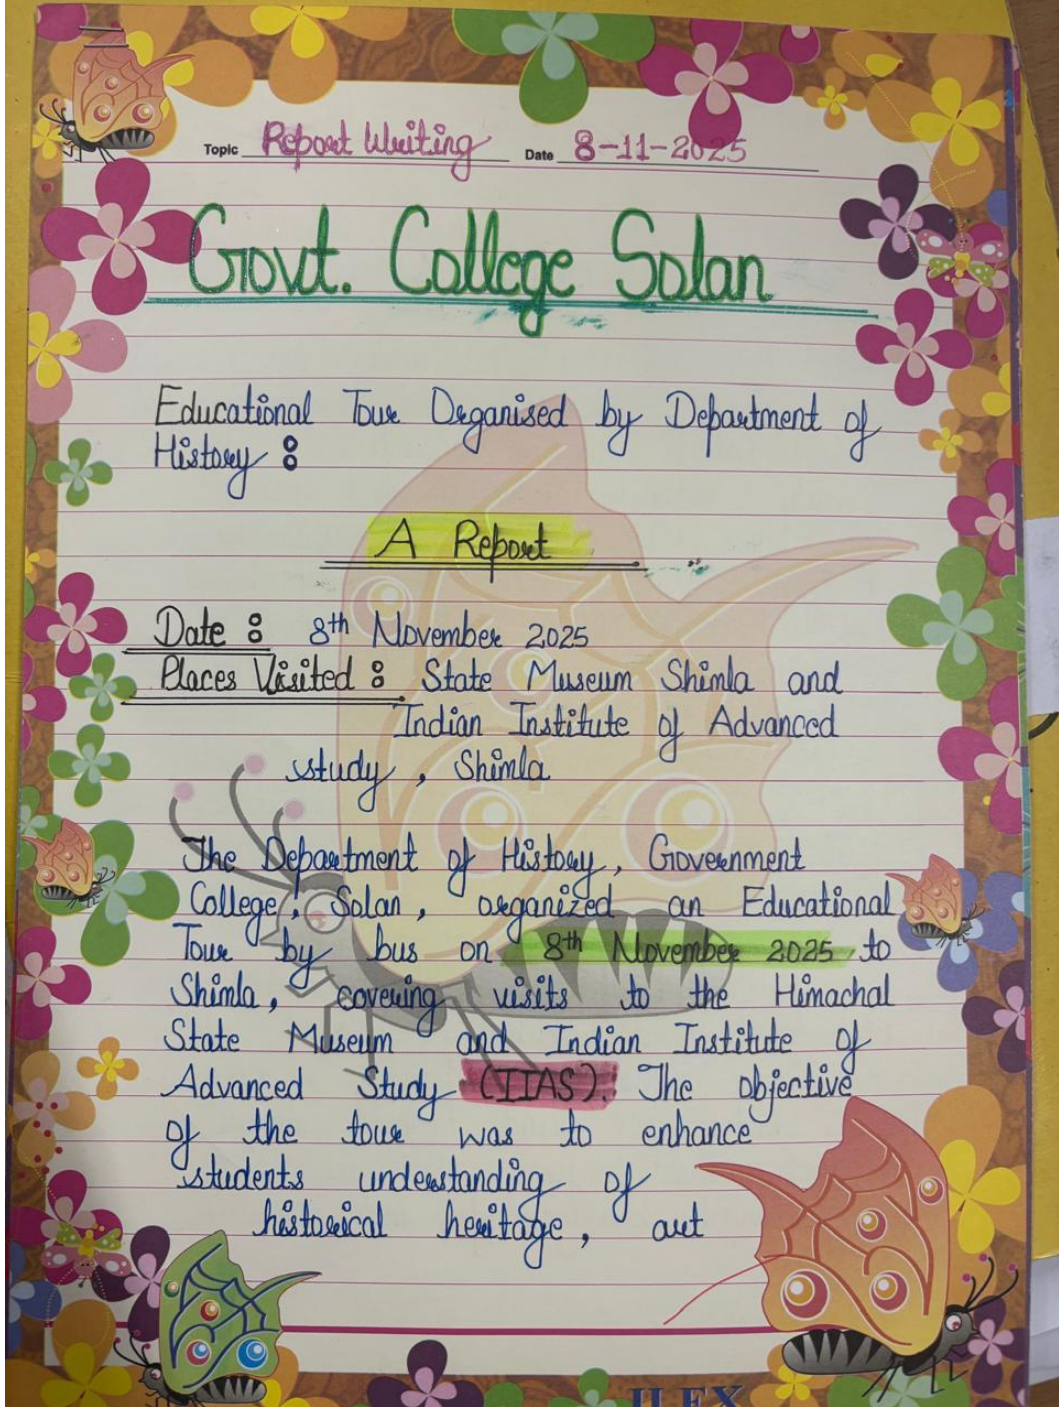 Topic Report Writing Date 8-11-2025
Govt. College Solan
Educational Tour Organised by Department of
History :
A Report
Date : 8th November 2025
Places Visited : State Museum Shimla and
Indian Institute of Advanced
study, Shimla
The Department of History, Government
College, Solan, organized an Educational
Tour by bus on 8th November 2025 to
Shimla, covering visits to the Himachal
State Museum and Indian Institute of
Advanced Study (IIAS). The objective
of the tour was to enhance
students understanding of
historical heritage, art